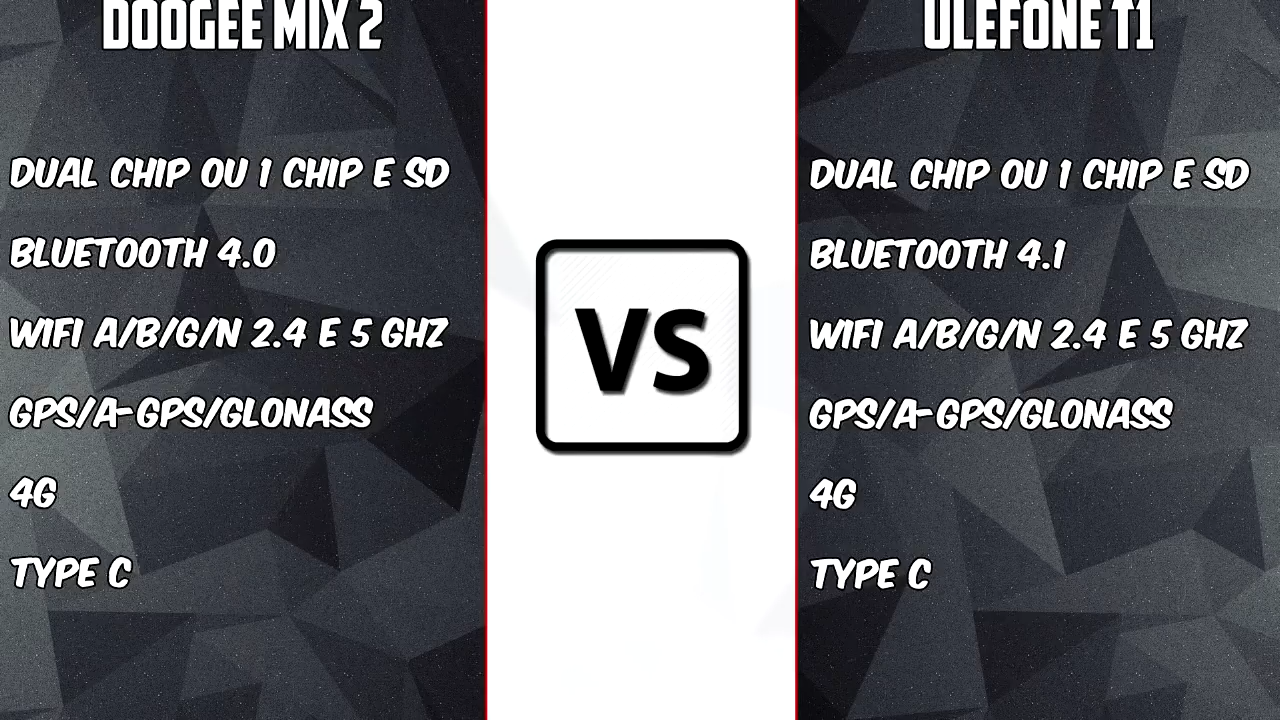 DOOGEE MIX 2
DUAL CHIP OU 1 CHIP E SD
BLUETOOTH 4.0
WIFI A/B/G/N 2.4 E 5 GHZ
GPS/A-GPS/GLONASS
4G
TYPE C
VS
ULEFONE T1
DUAL CHIP OU 1 CHIP E SD
BLUETOOTH 4.1
WIFI A/B/G/N 2.4 E 5 GHZ
GPS/A-GPS/GLONASS
4G
TYPE C